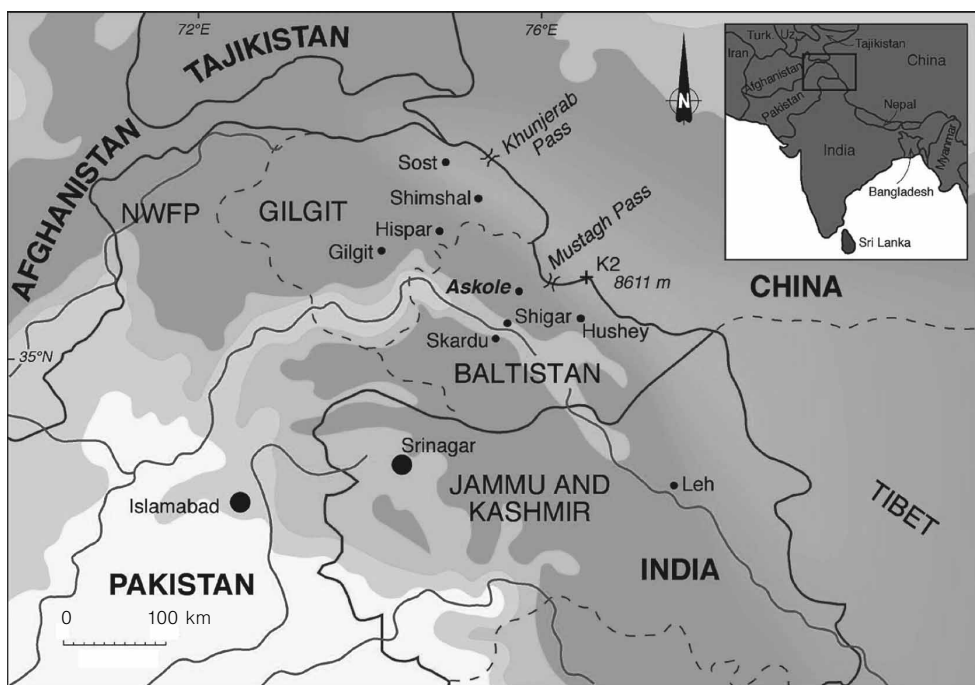 72°E
76°E
TAJIKISTAN
AFGHANISTAN
NWFP
GILGIT
Sost
Khunjerab
Pass
Shimshal
Hispar
Gilgit
Mustagh Pass
K2
8611 m
Askole
CHINA
Shigar
Hushey
Skardu
35°N
BALTISTAN
Srinagar
JAMMU AND
KASHMIR
Leh
TIBET
Islamabad
PAKISTAN
INDIA
0 100 km
N
Turk.
Uz.
Tajikistan
Iran
Afghanistan
China
Pakistan
Nepal
Myanmar
India
Bangladesh
Sri Lanka